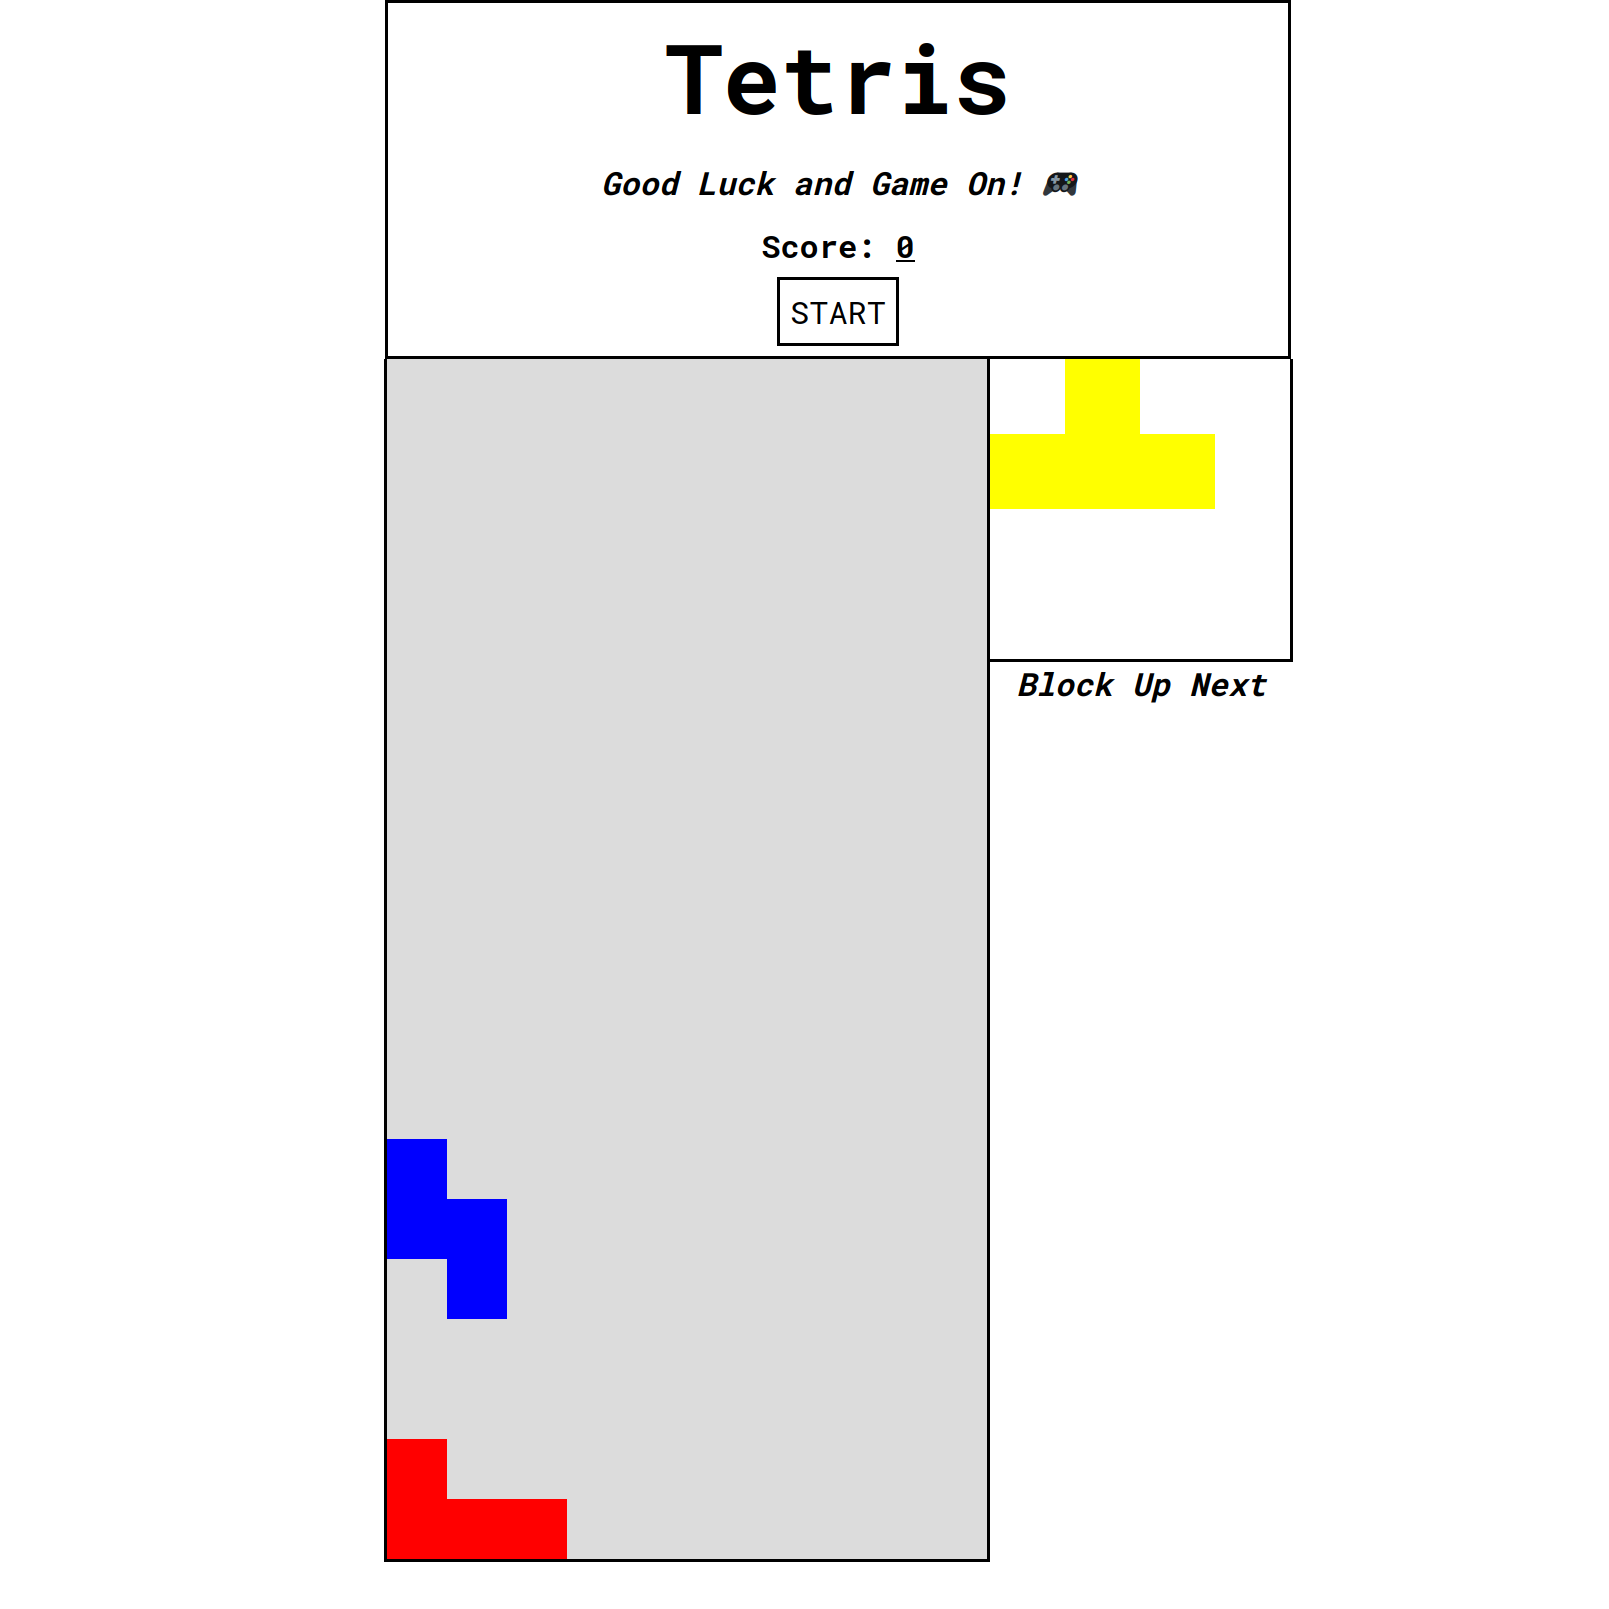 Tetris
Good Luck and Game On! 🎮
Score: 0
START
Block Up Next